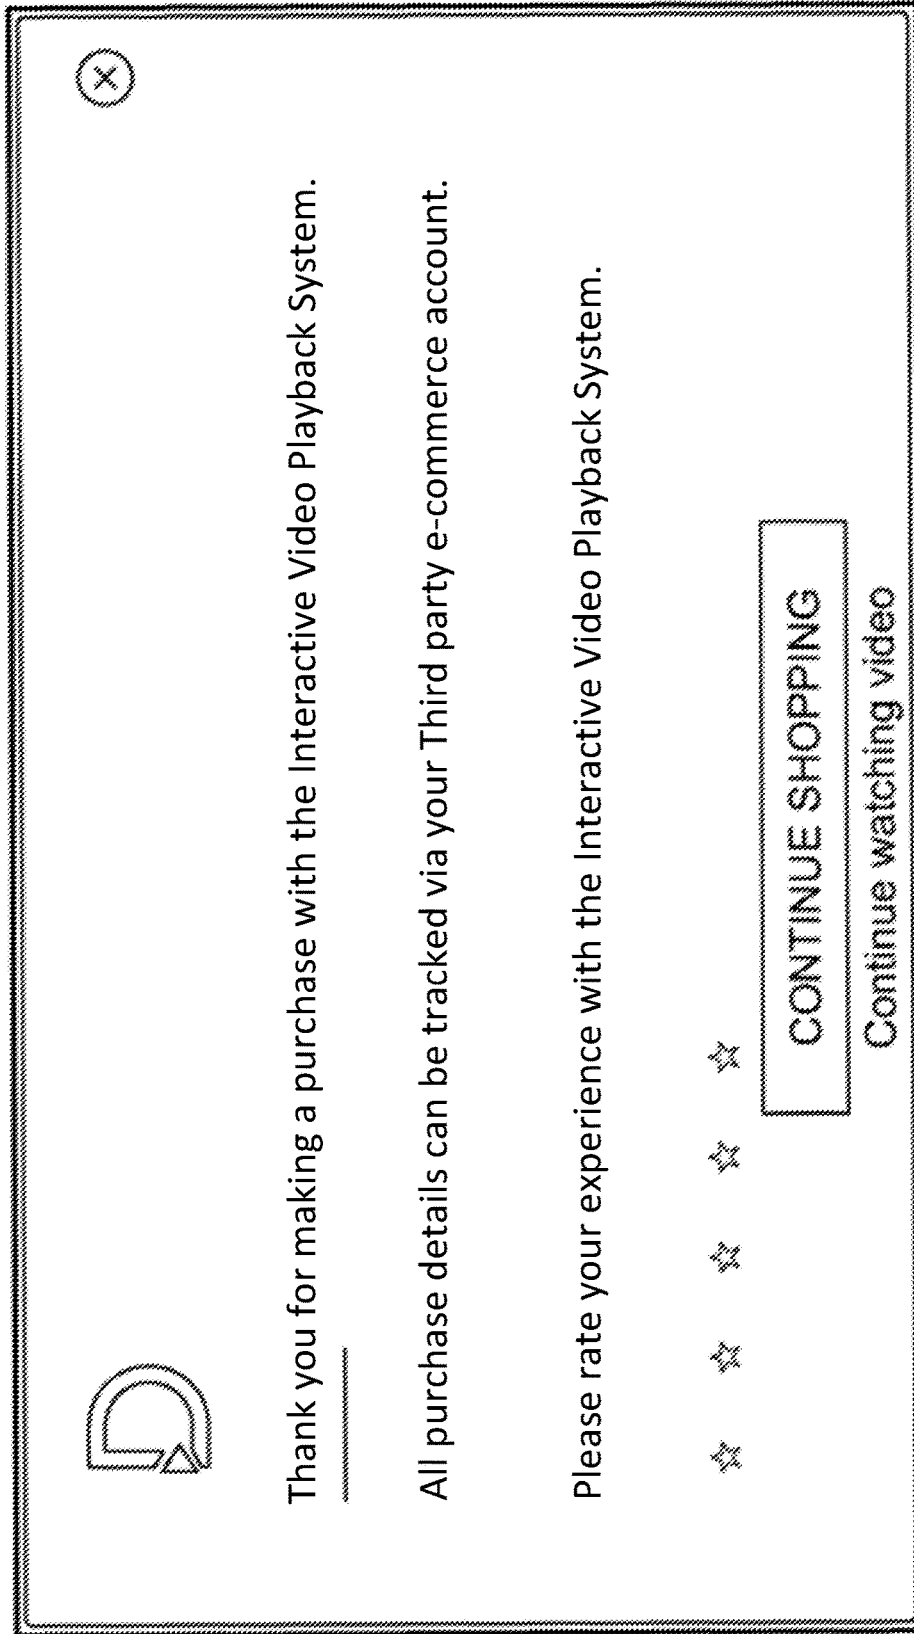 Thank you for making a purchase with the Interactive Video Playback System.
All purchase details can be tracked via your Third party e-commerce account.
Please rate your experience with the Interactive Video Playback System.
CONTINUE SHOPPING
Continue watching video